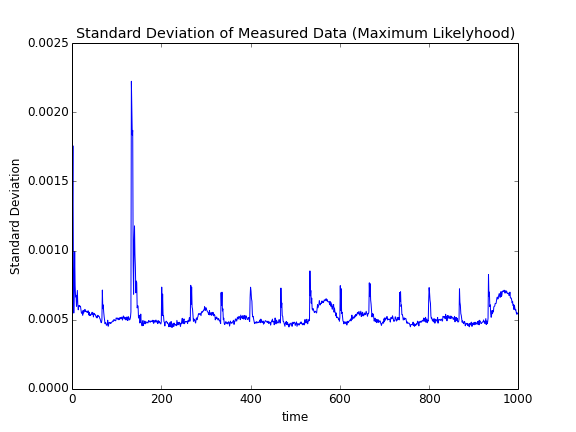 Standard Deviation of Measured Data (Maximum Likelyhood)
0.0025
0.0020
0.0015
0.0010
0.0005
0.0000
Standard Deviation
0 200 400 600 800 1000
time